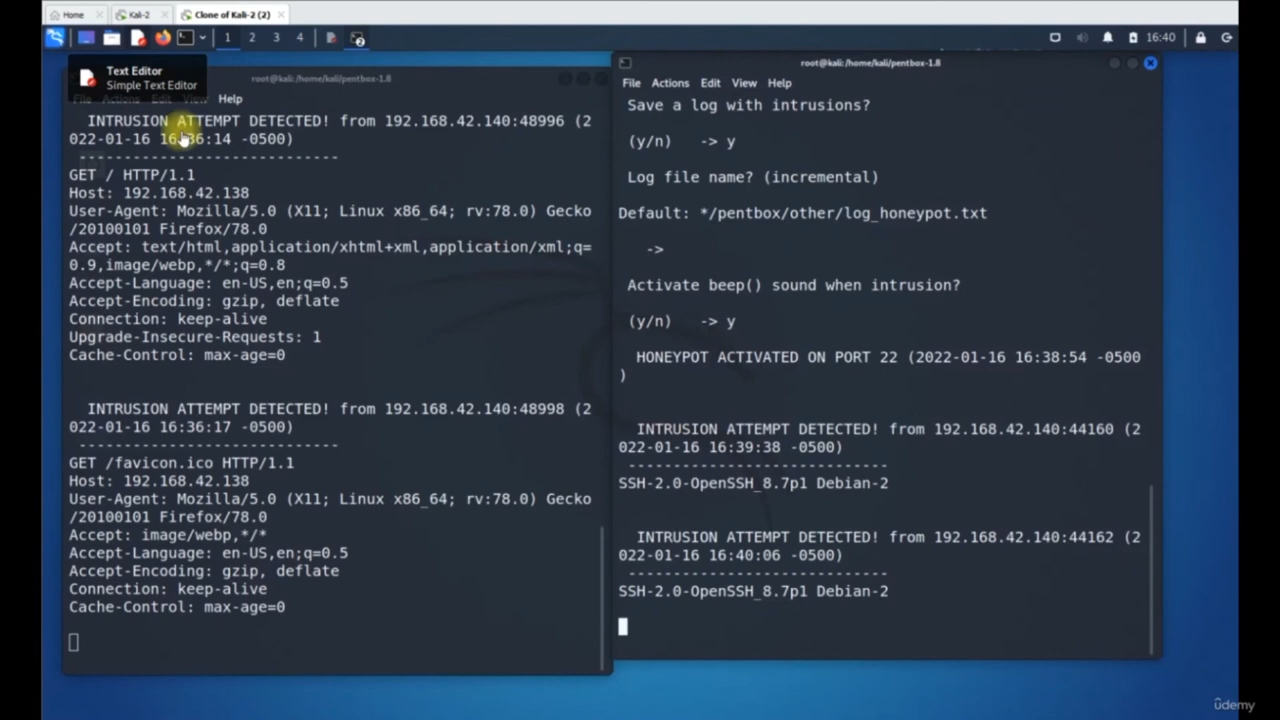 Home
Kali-2
Clone of Kali-2 (2)
1 2 3 4
16:40
Text Editor
Simple Text Editor
root@kali: /home/kali/pentbox-1.8
File Actions Edit View Help
INTRUSION ATTEMPT DETECTED! from 192.168.42.140:48996 (2
022-01-16 16:36:14 -0500)
-----------------------------
GET / HTTP/1.1
Host: 192.168.42.138
User-Agent: Mozilla/5.0 (X11; Linux x86_64; rv:78.0) Gecko
/20100101 Firefox/78.0
Accept: text/html,application/xhtml+xml,application/xml;q=
0.9,image/webp,*/*;q=0.8
Accept-Language: en-US,en;q=0.5
Accept-Encoding: gzip, deflate
Connection: keep-alive
Upgrade-Insecure-Requests: 1
Cache-Control: max-age=0
INTRUSION ATTEMPT DETECTED! from 192.168.42.140:48998 (2
022-01-16 16:36:17 -0500)
-----------------------------
GET /favicon.ico HTTP/1.1
Host: 192.168.42.138
User-Agent: Mozilla/5.0 (X11; Linux x86_64; rv:78.0) Gecko
/20100101 Firefox/78.0
Accept: image/webp,*/*
Accept-Language: en-US,en;q=0.5
Accept-Encoding: gzip, deflate
Connection: keep-alive
Cache-Control: max-age=0
root@kali: /home/kali/pentbox-1.8
File Actions Edit View Help
Save a log with intrusions?
(y/n) -> y
Log file name? (incremental)
Default: */pentbox/other/log_honeypot.txt
->
Activate beep() sound when intrusion?
(y/n) -> y
HONEYPOT ACTIVATED ON PORT 22 (2022-01-16 16:38:54 -0500
)
INTRUSION ATTEMPT DETECTED! from 192.168.42.140:44160 (2
022-01-16 16:39:38 -0500)
-----------------------------
SSH-2.0-OpenSSH_8.7p1 Debian-2
INTRUSION ATTEMPT DETECTED! from 192.168.42.140:44162 (2
022-01-16 16:40:06 -0500)
-----------------------------
SSH-2.0-OpenSSH_8.7p1 Debian-2
ûdemy